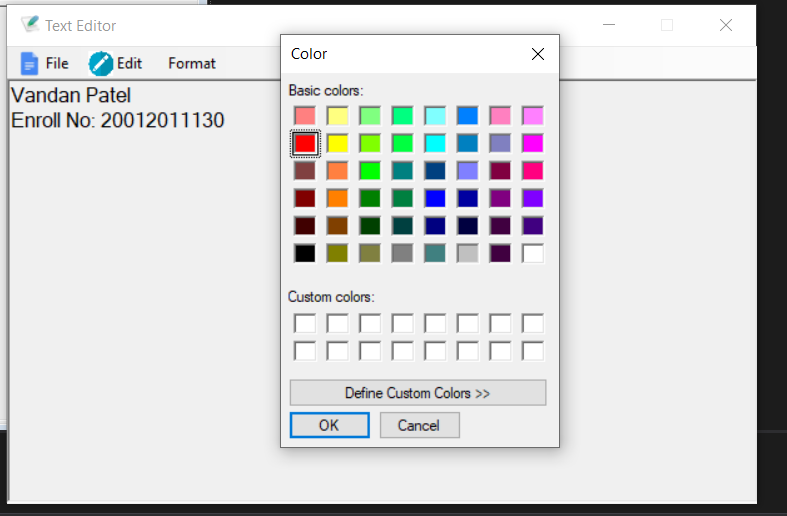 Text Editor
File Edit Format
Vandan Patel
Enroll No: 20012011130
Color
Basic colors:
Custom colors:
Define Custom Colors >>
OK Cancel